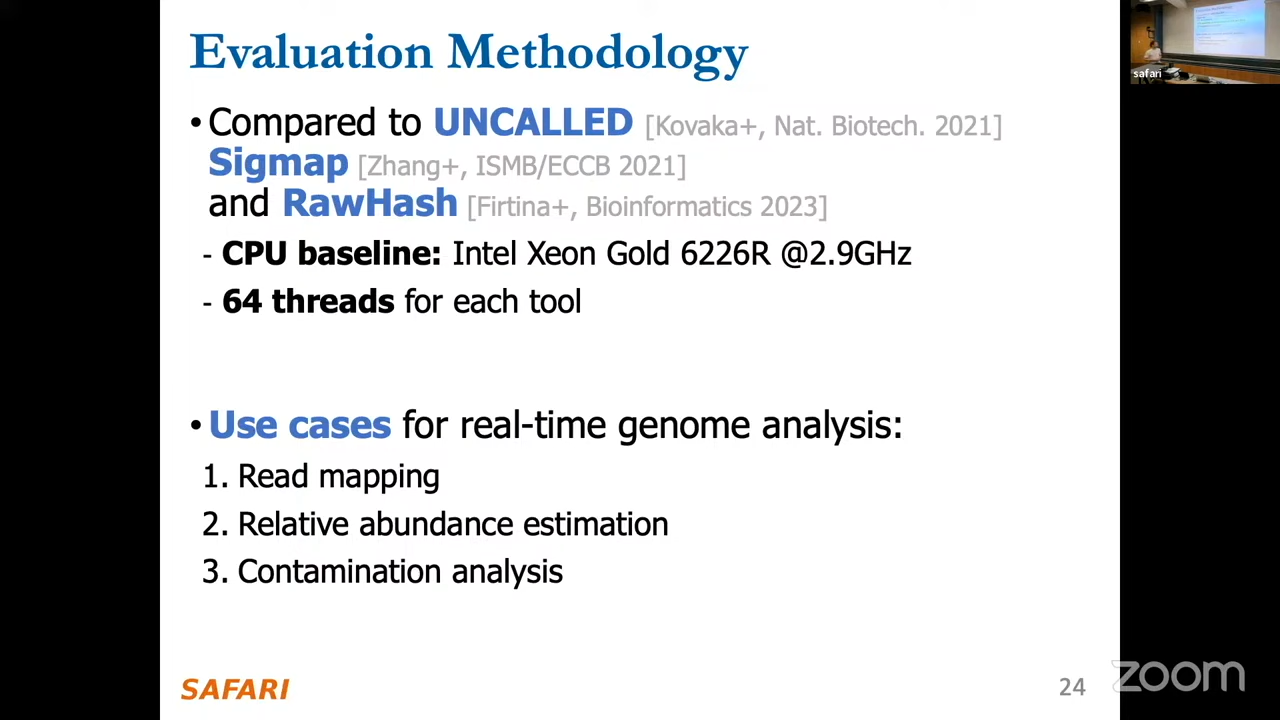 Evaluation Methodology
• Compared to UNCALLED [Kovaka+, Nat. Biotech. 2021]
Sigmap [Zhang+, ISMB/ECCB 2021]
and RawHash [Firtina+, Bioinformatics 2023]
- CPU baseline: Intel Xeon Gold 6226R @2.9GHz
- 64 threads for each tool
• Use cases for real-time genome analysis:
1. Read mapping
2. Relative abundance estimation
3. Contamination analysis
SAFARI
24
zoom
safari